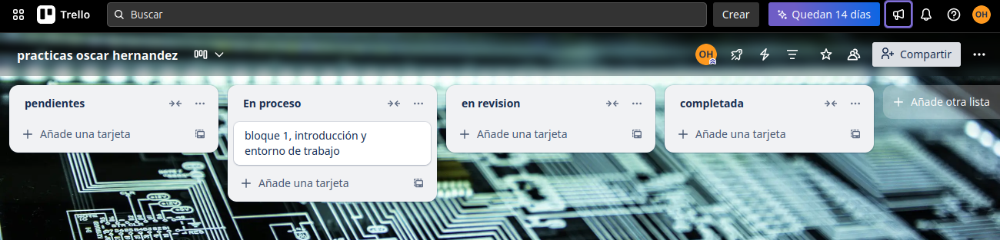 Trello
Buscar
Crear
Quedan 14 días
OH
practicas oscar hernandez
OH
Compartir
pendientes
Añade una tarjeta
En proceso
bloque 1, introducción y
entorno de trabajo
Añade una tarjeta
en revision
Añade una tarjeta
completada
Añade una tarjeta
Añade otra lista